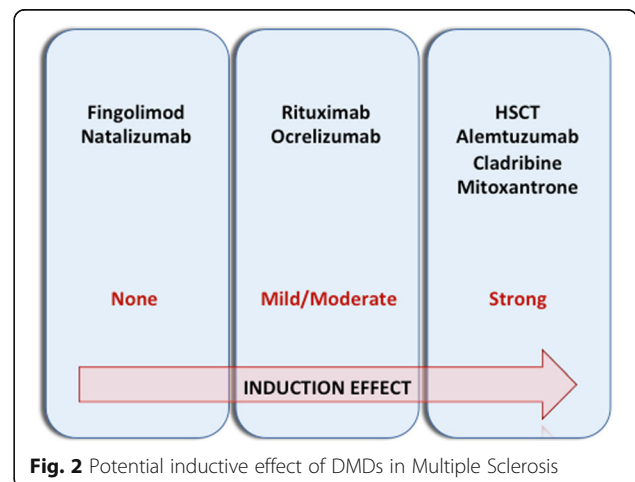 Fingolimod
Natalizumab
None
Rituximab
Ocrelizumab
Mild/Moderate
HSCT
Alemtuzumab
Cladribine
Mitoxantrone
Strong
INDUCTION EFFECT
Fig. 2 Potential inductive effect of DMDs in Multiple Sclerosis